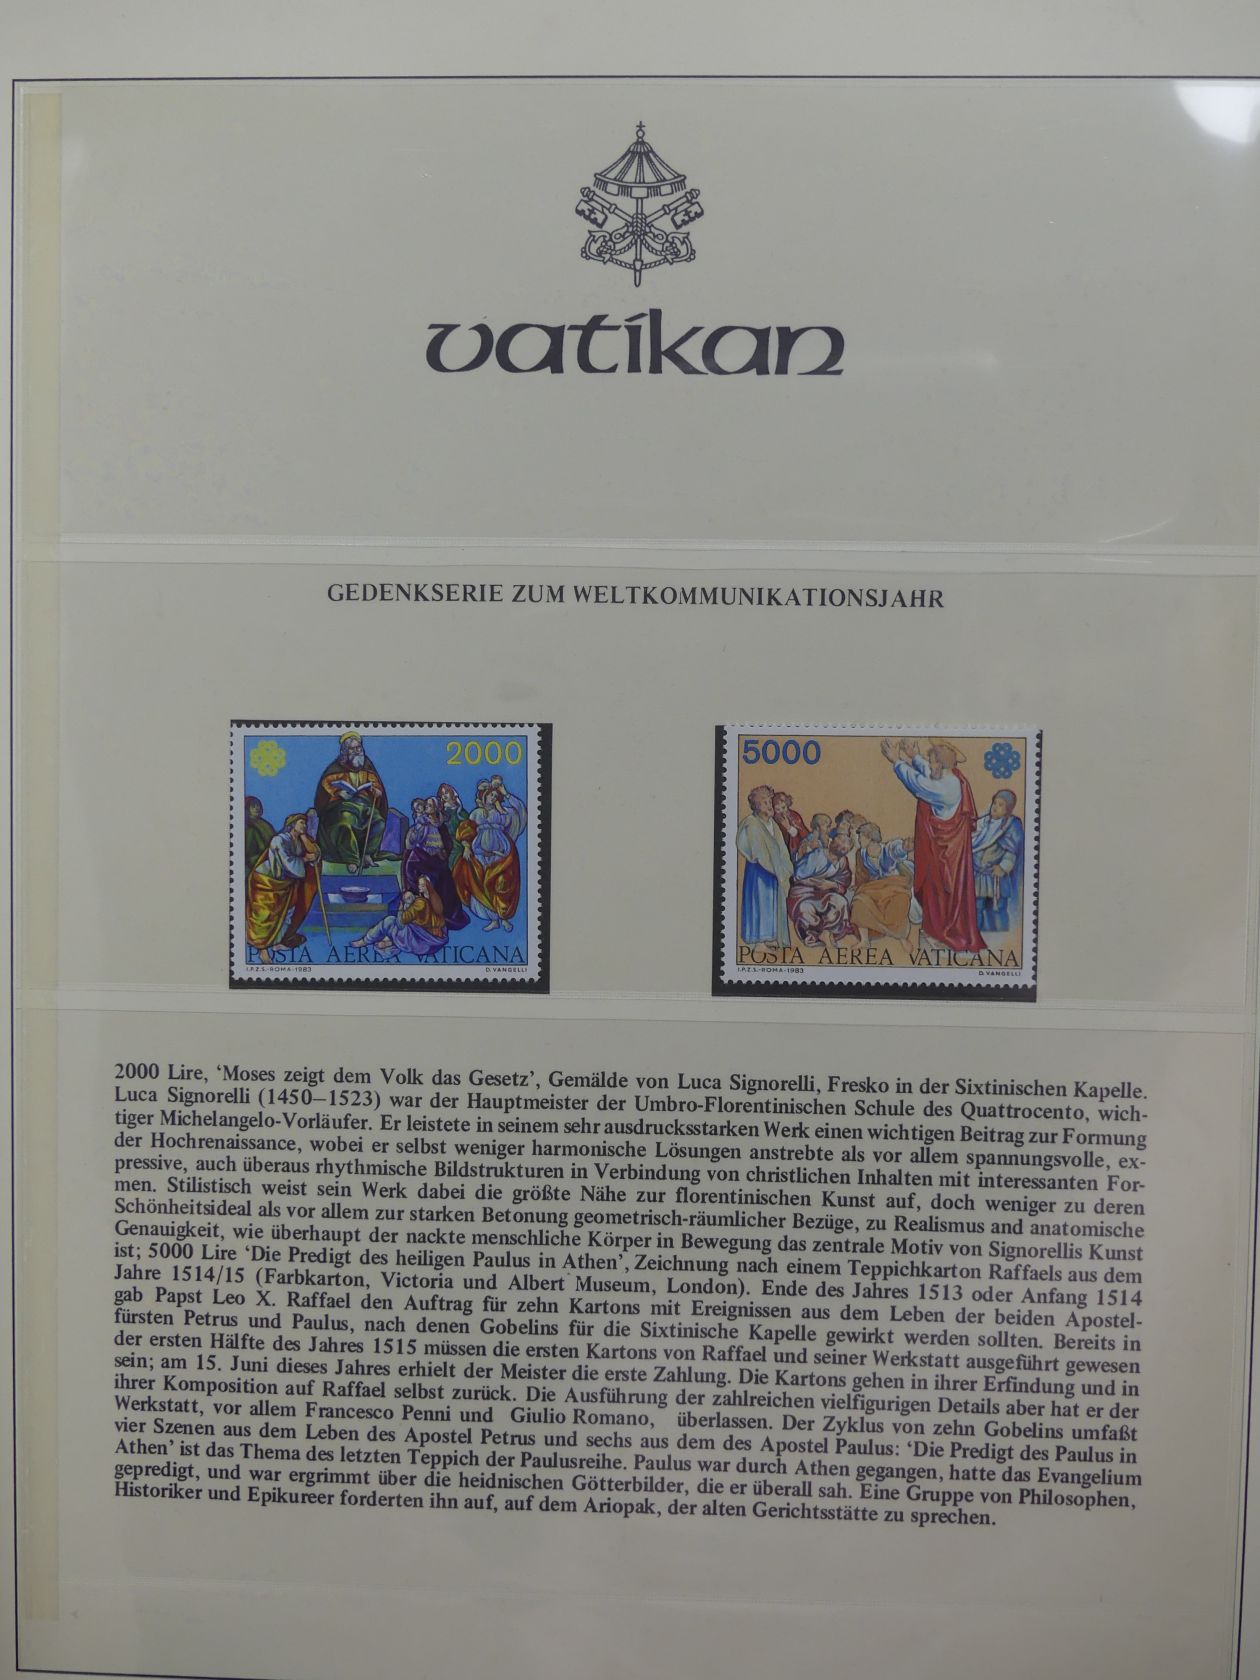 vatikan
GEDENKSERIE ZUM WELTKOMMUNIKATIONSJAHR
2000
POSTA AEREA VATICANA
I.P.Z.S.-ROMA-1983 D. VANGELLI
5000
POSTA AEREA VATICANA
I.P.Z.S.-ROMA-1983 D. VANGELLI
2000 Lire, ‘Moses zeigt dem Volk das Gesetz’, Gemälde von Luca Signorelli, Fresko in der Sixtinischen Kapelle.
Luca Signorelli (1450–1523) war der Hauptmeister der Umbro-Florentinischen Schule des Quattrocento, wich-
tiger Michelangelo-Vorläufer. Er leistete in seinem sehr ausdrucksstarken Werk einen wichtigen Beitrag zur Formung
der Hochrenaissance, wobei er selbst weniger harmonische Lösungen anstrebte als vor allem spannungsvolle, ex-
pressive, auch überaus rhythmische Bildstrukturen in Verbindung von christlichen Inhalten mit interessanten For-
men. Stilistisch weist sein Werk dabei die größte Nähe zur florentinischen Kunst auf, doch weniger zu deren
Schönheitsideal als vor allem zur starken Betonung geometrisch-räumlicher Bezüge, zu Realismus and anatomische
Genauigkeit, wie überhaupt der nackte menschliche Körper in Bewegung das zentrale Motiv von Signorellis Kunst
ist; 5000 Lire ‘Die Predigt des heiligen Paulus in Athen’, Zeichnung nach einem Teppichkarton Raffaels aus dem
Jahre 1514/15 (Farbkarton, Victoria und Albert Museum, London). Ende des Jahres 1513 oder Anfang 1514
gab Papst Leo X. Raffael den Auftrag für zehn Kartons mit Ereignissen aus dem Leben der beiden Apostel-
fürsten Petrus und Paulus, nach denen Gobelins für die Sixtinische Kapelle gewirkt werden sollten. Bereits in
der ersten Hälfte des Jahres 1515 müssen die ersten Kartons von Raffael und seiner Werkstatt ausgeführt gewesen
sein; am 15. Juni dieses Jahres erhielt der Meister die erste Zahlung. Die Kartons gehen in ihrer Erfindung und in
ihrer Komposition auf Raffael selbst zurück. Die Ausführung der zahlreichen vielfigurigen Details aber hat er der
Werkstatt, vor allem Francesco Penni und Giulio Romano, überlassen. Der Zyklus von zehn Gobelins umfaßt
vier Szenen aus dem Leben des Apostel Petrus und sechs aus dem des Apostel Paulus: ‘Die Predigt des Paulus in
Athen’ ist das Thema des letzten Teppich der Paulusreihe. Paulus war durch Athen gegangen, hatte das Evangelium
gepredigt, und war ergrimmt über die heidnischen Götterbilder, die er überall sah. Eine Gruppe von Philosophen,
Historiker und Epikureer forderten ihn auf, auf dem Ariopak, der alten Gerichtsstätte zu sprechen.